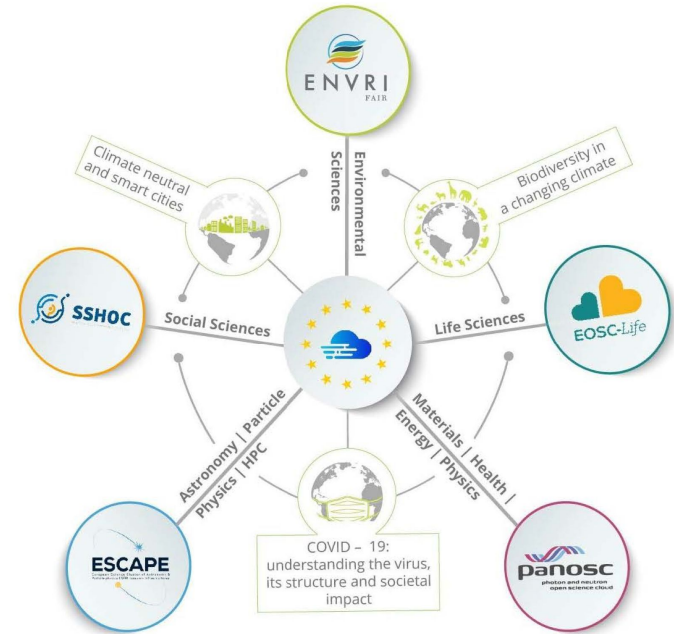 ENVRI
FAIR
Climate neutral
and smart cities
Environmental
Sciences
Biodiversity in
a changing climate
SSHOC
Social Sciences
Life Sciences
EOSC-Life
Astronomy | Particle
Physics | HPC
Materials | Health |
Energy | Physics
ESCAPE
COVID – 19:
understanding the virus,
its structure and societal
impact
panosc
photon and neutron
open science cloud